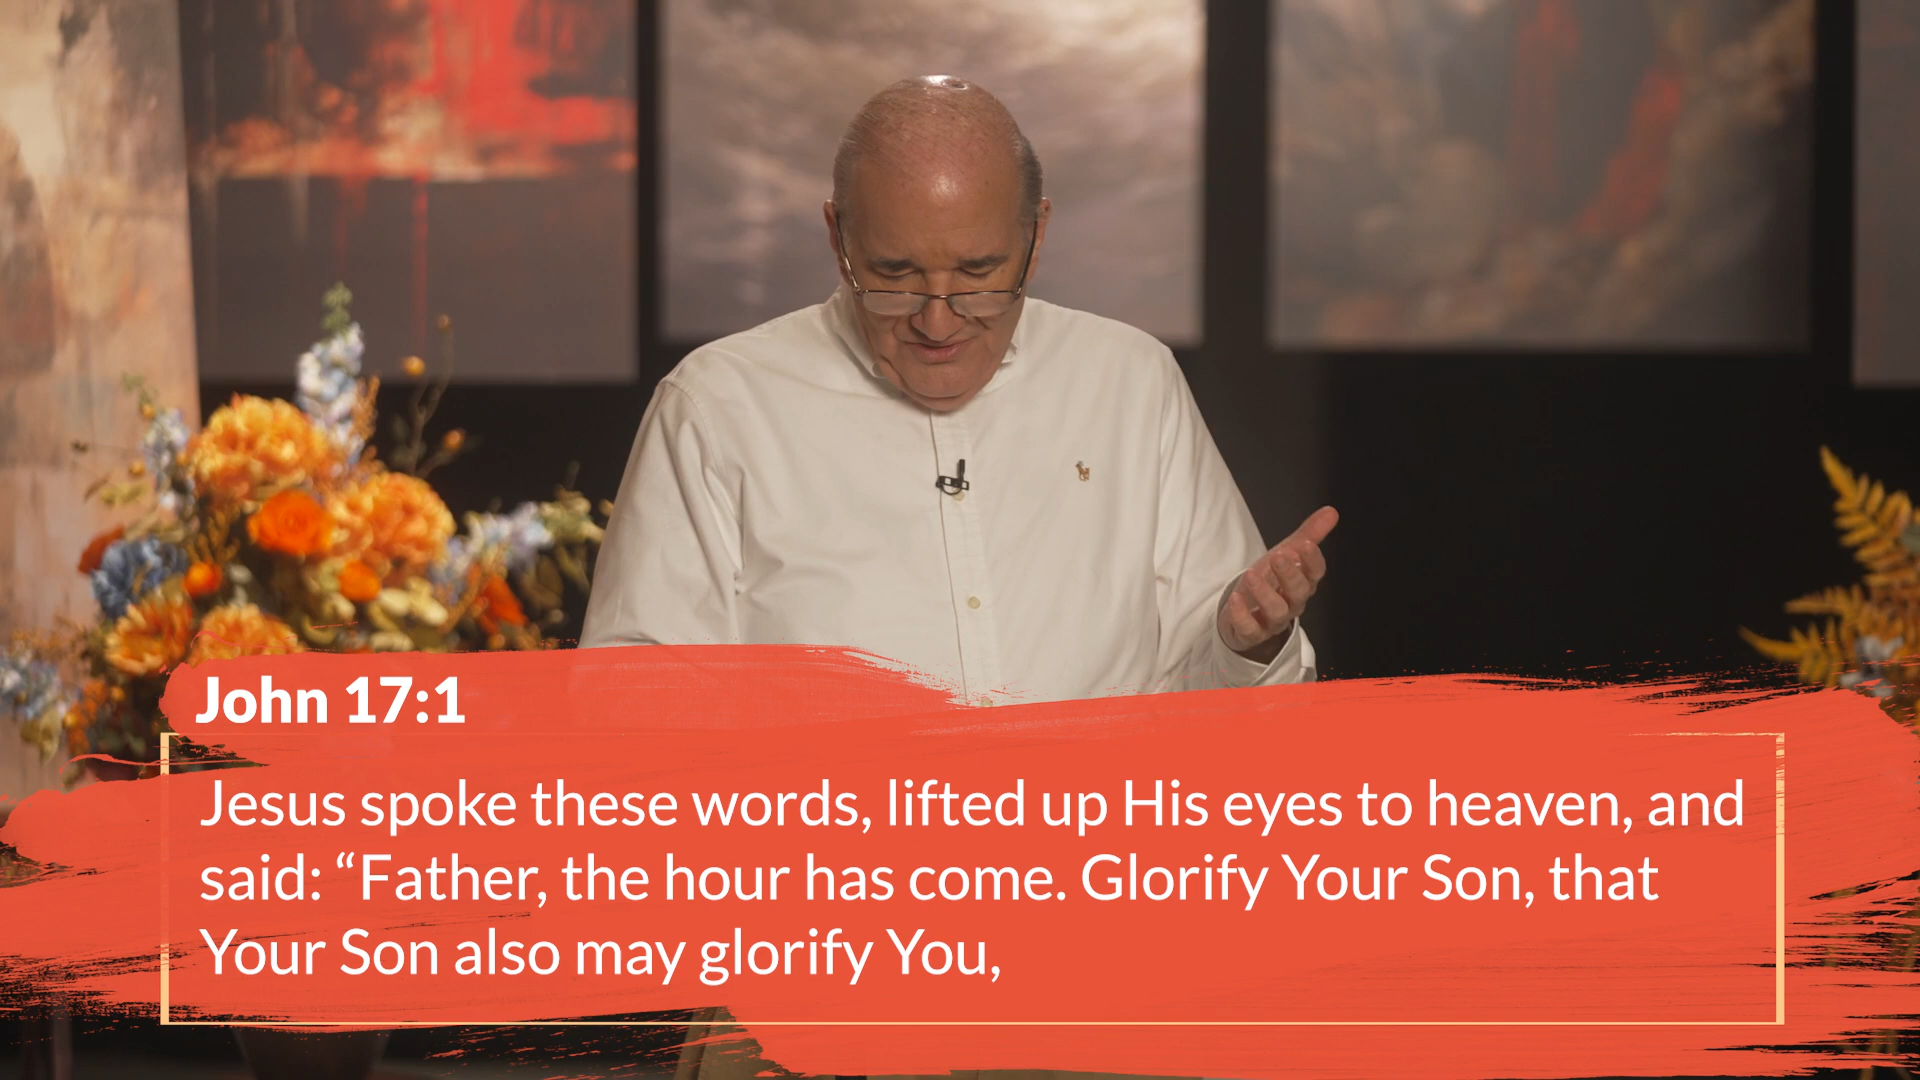 John 17:1
Jesus spoke these words, lifted up His eyes to heaven, and
said: “Father, the hour has come. Glorify Your Son, that
Your Son also may glorify You,